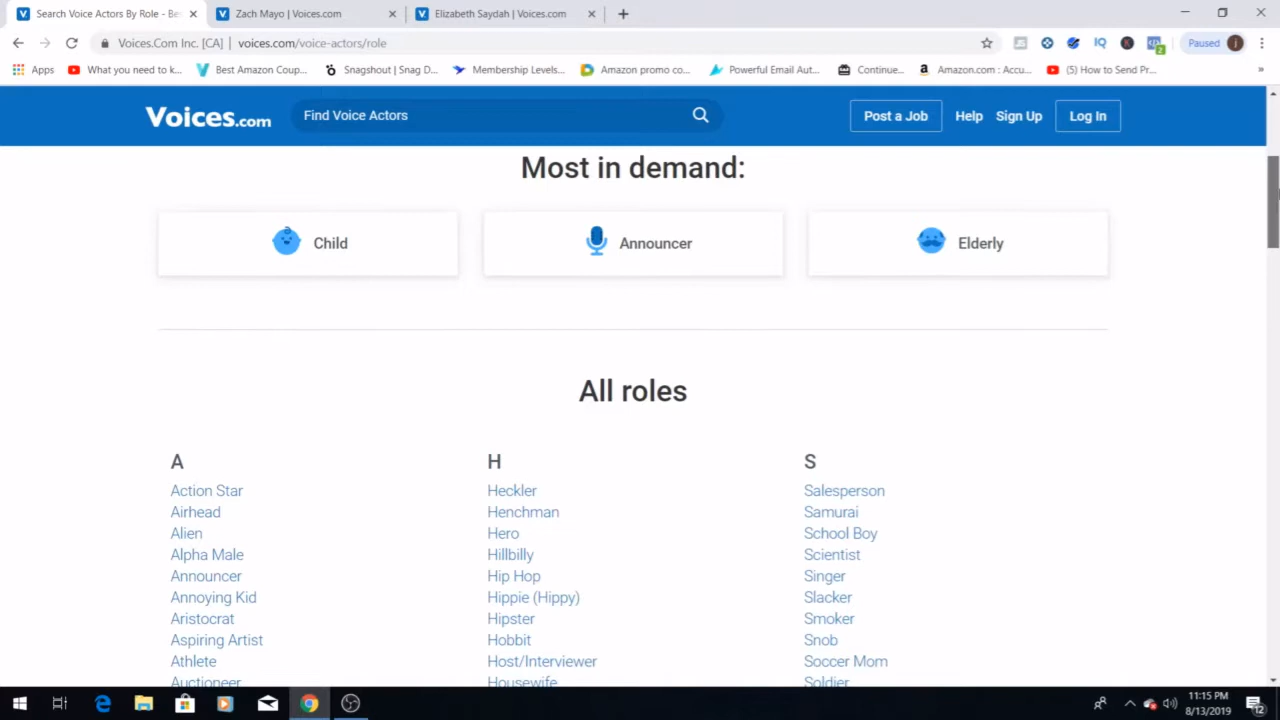 Search Voice Actors By Role - Be
Zach Mayo | Voices.com
Elizabeth Saydah | Voices.com
Voices.Com Inc. [CA] | voices.com/voice-actors/role
Paused
Apps
What you need to k...
Best Amazon Coup...
Snagshout | Snag D...
Membership Levels...
Amazon promo co...
Powerful Email Aut...
Continue...
Amazon.com : Accu...
(5) How to Send Pr...
Voices.com
Find Voice Actors
Post a Job
Help
Sign Up
Log In
Most in demand:
Child
Announcer
Elderly
All roles
A
Action Star
Airhead
Alien
Alpha Male
Announcer
Annoying Kid
Aristocrat
Aspiring Artist
Athlete
Auctioneer
H
Heckler
Henchman
Hero
Hillbilly
Hip Hop
Hippie (Hippy)
Hipster
Hobbit
Host/Interviewer
Housewife
S
Salesperson
Samurai
School Boy
Scientist
Singer
Slacker
Smoker
Snob
Soccer Mom
Soldier
11:15 PM
8/13/2019
12